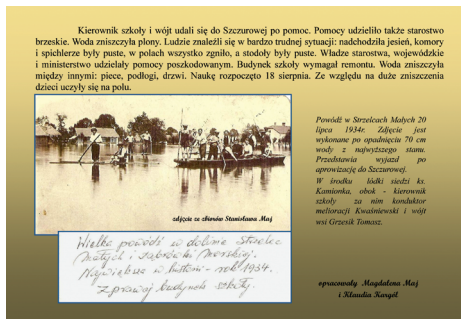 Kierownik szkoły i wójt udali się do Szczurowej po pomoc. Pomocy udzieliło także starostwo
brzeskie. Woda zniszczyła plony. Ludzie znaleźli się w bardzo trudnej sytuacji: nadchodziła jesień, komory
i spichlerze były puste, w polach wszystko zgniło, a stodoły były puste. Władze starostwa, wojewódzkie
i ministerstwo udzielały pomocy poszkodowanym. Budynek szkoły wymagał remontu. Woda zniszczyła
między innymi: piece, podłogi, drzwi. Naukę rozpoczęto 18 sierpnia. Ze względu na duże zniszczenia
dzieci uczyły się na polu.
zdjęcie ze zbiorów Stanisława Maj
Powódź w Strzelcach Małych 20
lipca 1934r. Zdjęcie jest
wykonane po opadnięciu 70 cm
wody z najwyższego stanu.
Przedstawia wyjazd po
aprowizację do Szczurowej.
W środku łódki siedzi ks.
Kamionka, obok - kierownik
szkoły za nim konduktor
melioracji Kwaśniewski i wójt
wsi Grzesik Tomasz.
Wielka powódź w dolinie Strzelec
Małych i Dąbrówki Morskiej.
Największa w historii - rok 1934.
Z prawej budynek szkoły.
opracowały Magdalena Maj
i Klaudia Kargól